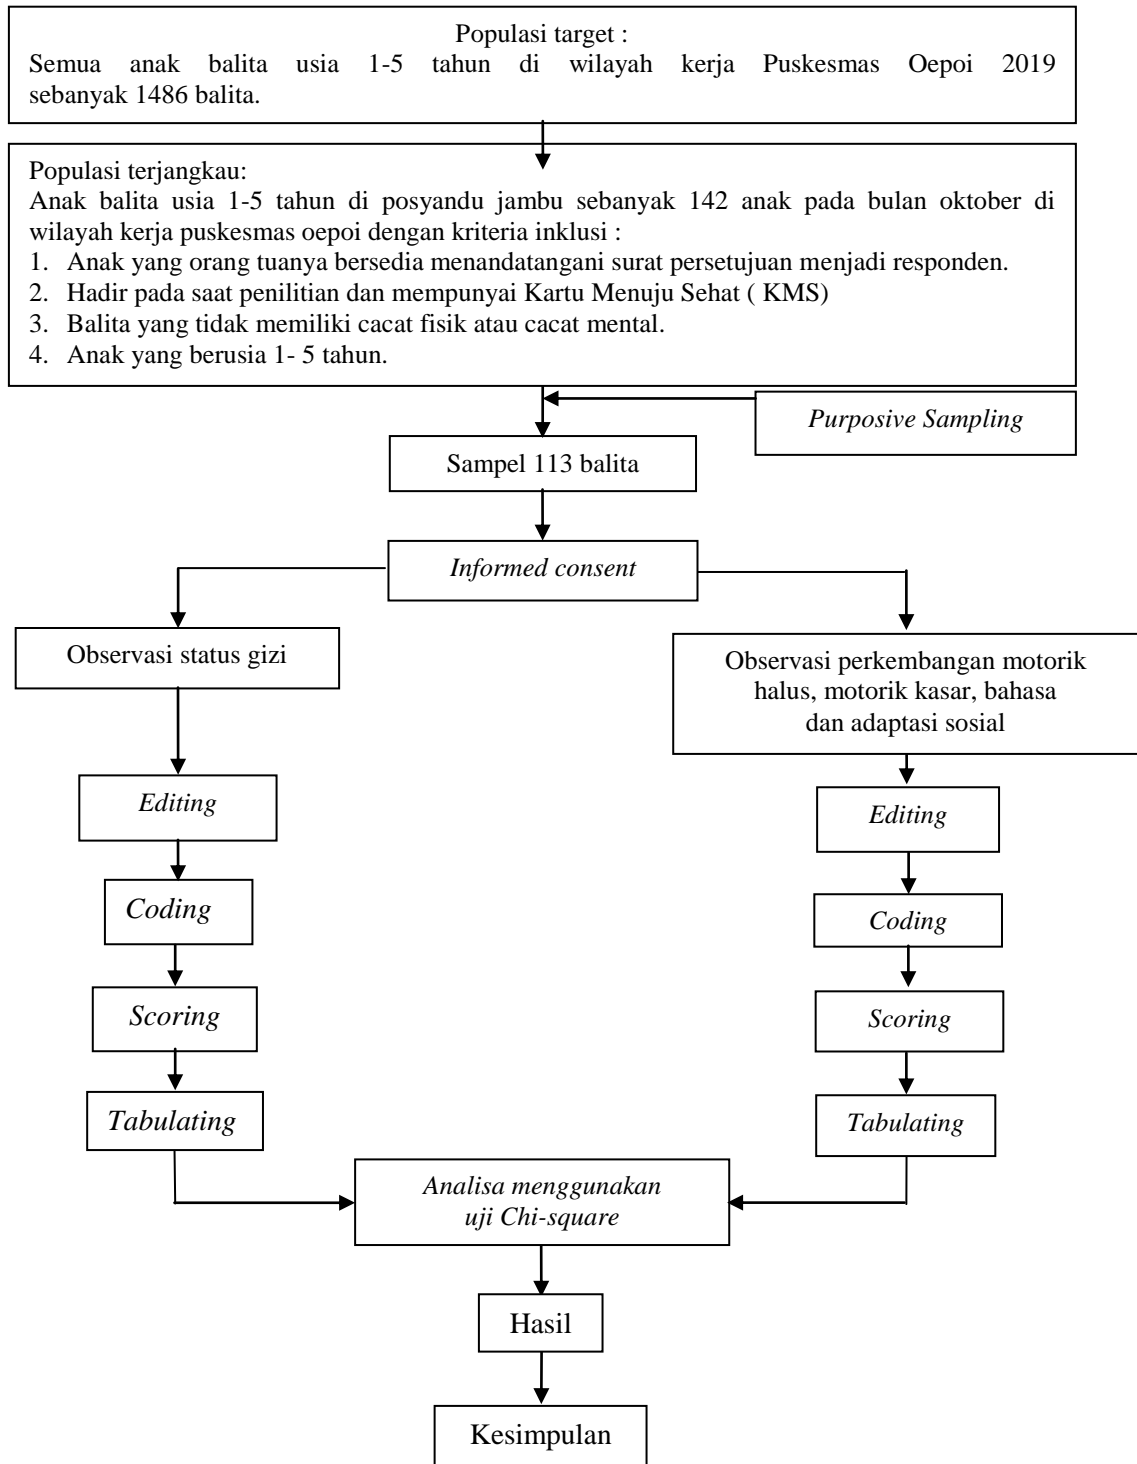 Populasi target :
Semua anak balita usia 1-5 tahun di wilayah kerja Puskesmas Oepoi 2019
sebanyak 1486 balita.
Populasi terjangkau:
Anak balita usia 1-5 tahun di posyandu jambu sebanyak 142 anak pada bulan oktober di
wilayah kerja puskesmas oepoi dengan kriteria inklusi :
1. Anak yang orang tuanya bersedia menandatangani surat persetujuan menjadi responden.
2. Hadir pada saat penilitian dan mempunyai Kartu Menuju Sehat ( KMS)
3. Balita yang tidak memiliki cacat fisik atau cacat mental.
4. Anak yang berusia 1- 5 tahun.
Purposive Sampling
Sampel 113 balita
Informed consent
Observasi status gizi
Observasi perkembangan motorik
halus, motorik kasar, bahasa
dan adaptasi sosial
Editing
Coding
Scoring
Tabulating
Editing
Coding
Scoring
Tabulating
Analisa menggunakan
uji Chi-square
Hasil
Kesimpulan